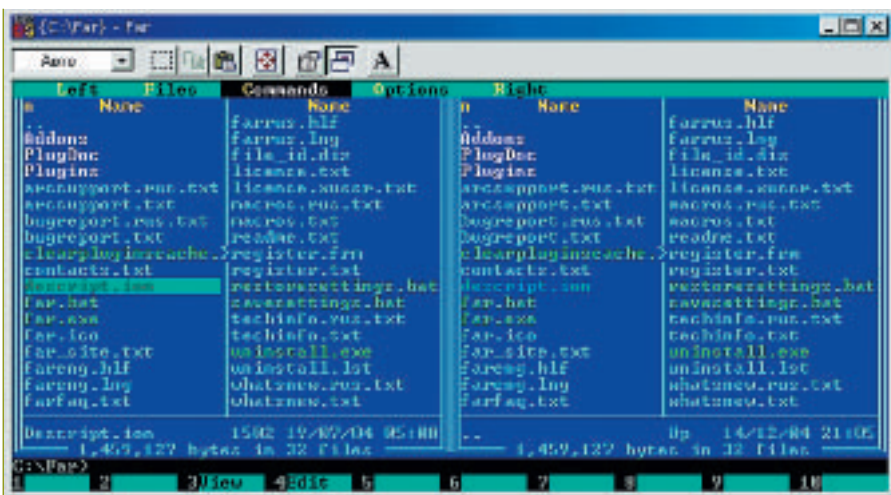 {C:\Far} - Far
Auto
A
Left Files Commands Options Right
n Name Name n Name Name
.. farrus.hlf .. farrus.hlf
Addons farrus.lng Addons farrus.lng
PlugDoc file_id.diz PlugDoc file_id.diz
Plugins license.txt Plugins license.txt
arcsupport.rus.txt license.xussr.txt arcsupport.rus.txt license.xussr.txt
arcsupport.txt macros.rus.txt arcsupport.txt macros.rus.txt
bugreport.rus.txt macros.txt bugreport.rus.txt macros.txt
bugreport.txt readme.txt bugreport.txt readme.txt
clearpluginscache.>register.frm clearpluginscache.>register.frm
contacts.txt register.txt contacts.txt register.txt
descript.ion restoresettings.bat descript.ion restoresettings.bat
far.bat savesettings.bat far.bat savesettings.bat
far.exe techinfo.rus.txt far.exe techinfo.rus.txt
far.ico techinfo.txt far.ico techinfo.txt
far_site.txt uninstall.exe far_site.txt uninstall.exe
fareng.hlf uninstall.lst fareng.hlf uninstall.lst
fareng.lng whatsnew.rus.txt fareng.lng whatsnew.rus.txt
farfaq.txt whatsnew.txt farfaq.txt whatsnew.txt
Descript.ion 1502 19/07/04 05:00 .. Up 14/12/04 21:05
1,459,127 bytes in 32 files 1,459,127 bytes in 32 files
C:\Far>
1 2 3View 4Edit 5 6 7 8 9 10